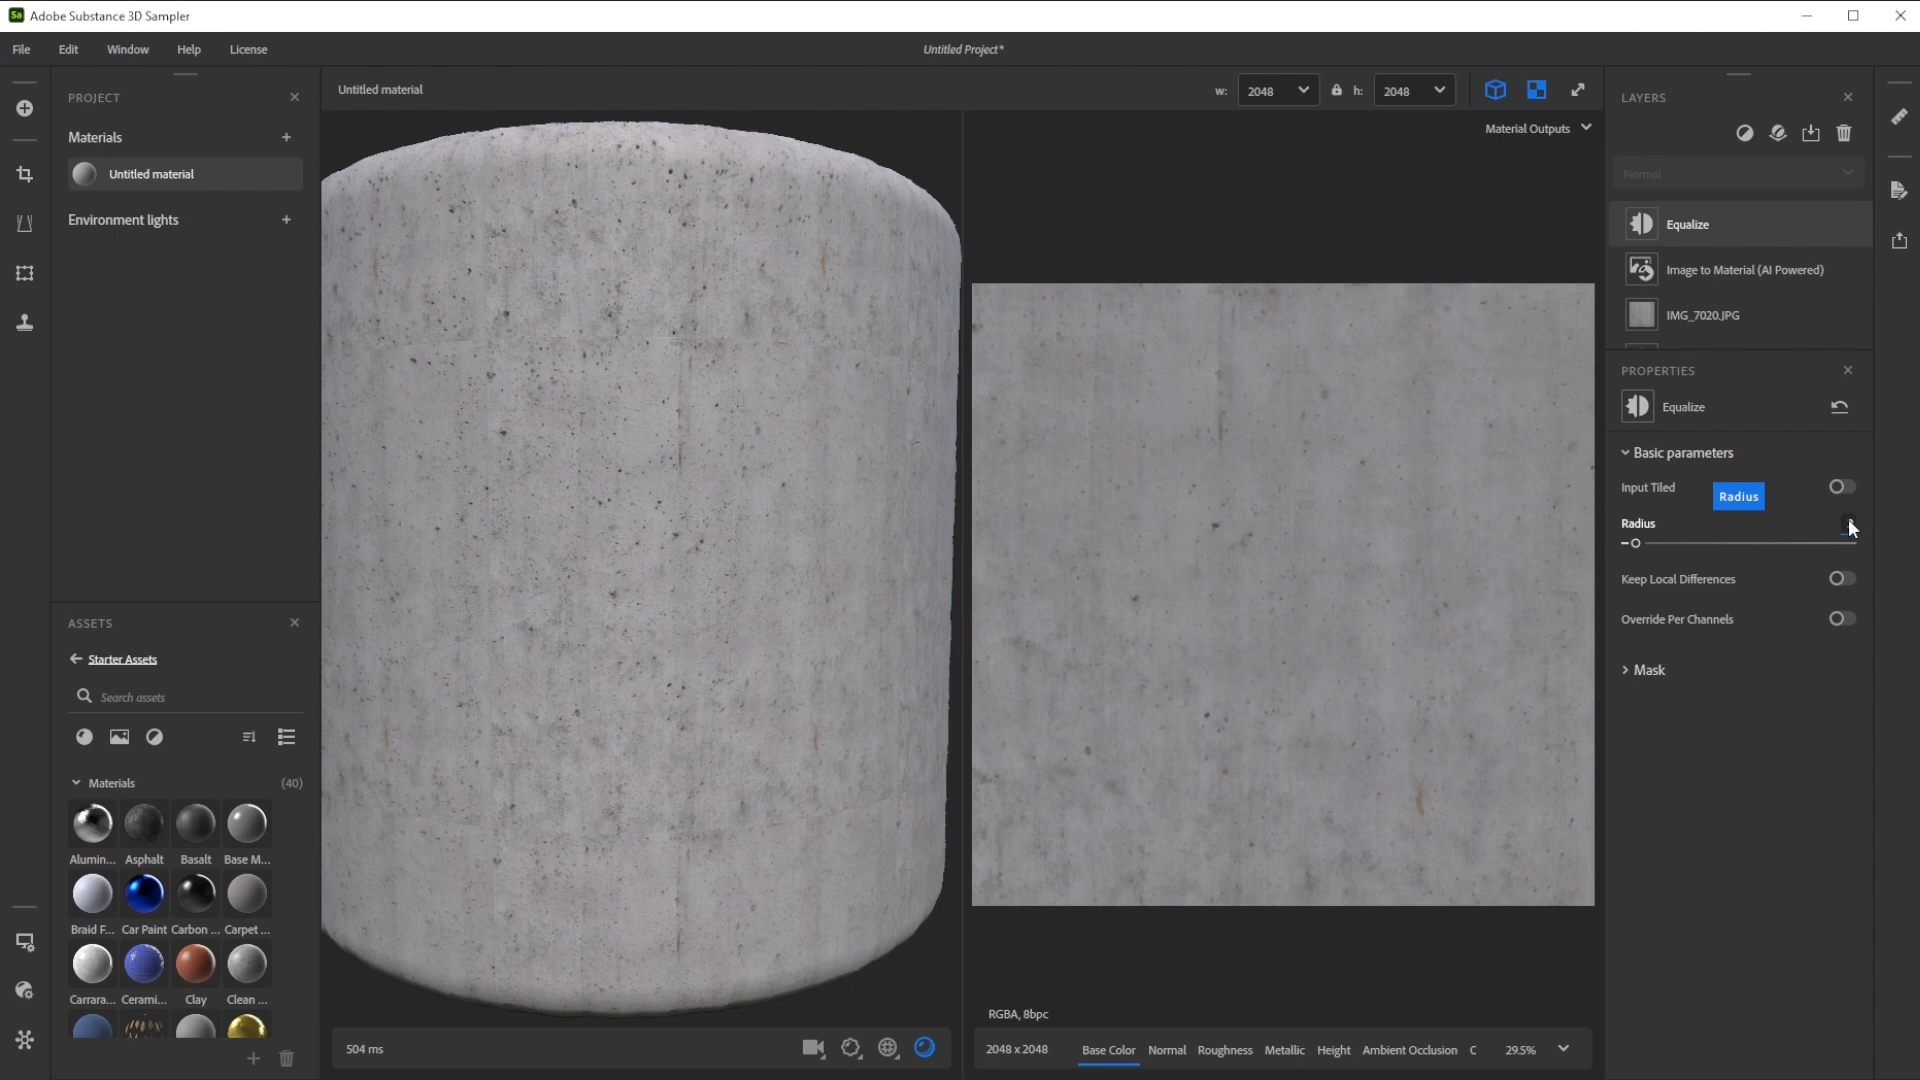 Adobe Substance 3D Sampler
File Edit Window Help License
Untitled Project*
PROJECT
Materials
Untitled material
Environment lights
ASSETS
Starter Assets
Search assets
Materials (40)
Alumin... Asphalt Basalt Base M...
Braid F... Car Paint Carbon ... Carpet ...
Carrara... Cerami... Clay Clean ...
Untitled material
w: 2048 h: 2048
Material Outputs
504 ms
RGBA, 8bpc
2048 x 2048 Base Color Normal Roughness Metallic Height Ambient Occlusion C 29.5%
LAYERS
Normal
Equalize
Image to Material (AI Powered)
IMG_7020.JPG
PROPERTIES
Equalize
Basic parameters
Input Tiled
Radius
Radius
Keep Local Differences
Override Per Channels
Mask